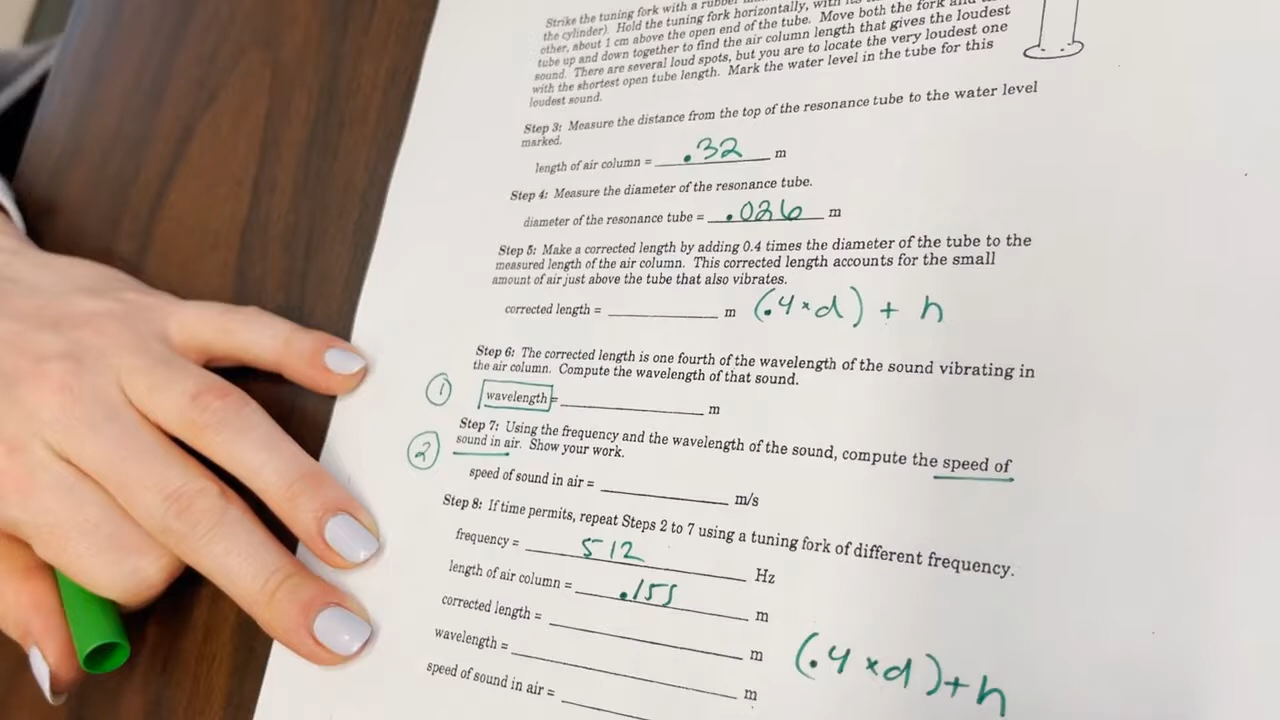 Strike the tuning fork with a rubber
the cylinder). Hold the tuning fork horizontally, with its
other, about 1 cm above the open end of the tube. Move both the fork and
tube up and down together to find the air column length that gives the loudest
sound. There are several loud spots, but you are to locate the very loudest one
with the shortest open tube length. Mark the water level in the tube for this
loudest sound.
Step 3: Measure the distance from the top of the resonance tube to the water level
marked.
length of air column = .32 m
Step 4: Measure the diameter of the resonance tube.
diameter of the resonance tube = .026 m
Step 5: Make a corrected length by adding 0.4 times the diameter of the tube to the
measured length of the air column. This corrected length accounts for the small
amount of air just above the tube that also vibrates.
corrected length = ____________ m (.4 × d) + h
Step 6: The corrected length is one fourth of the wavelength of the sound vibrating in
the air column. Compute the wavelength of that sound.
① wavelength = ____________ m
Step 7: Using the frequency and the wavelength of the sound, compute the speed of
② sound in air. Show your work.
speed of sound in air = ____________ m/s
Step 8: If time permits, repeat Steps 2 to 7 using a tuning fork of different frequency.
frequency = 512 Hz
length of air column = .155 m
corrected length = ____________ m (.4 × d) + h
wavelength = ____________ m
speed of sound in air = ____________